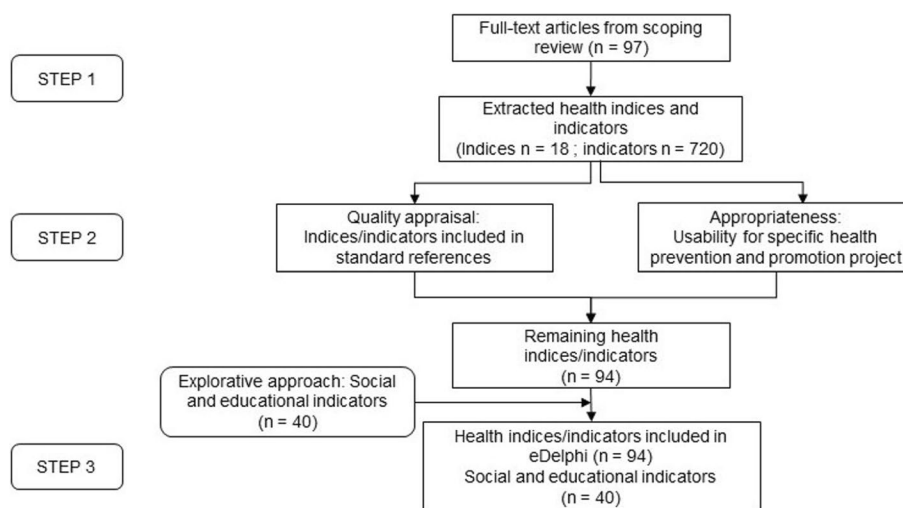 Full-text articles from scoping
review (n = 97)
STEP 1
Extracted health indices and
indicators
(Indices n = 18 ; indicators n = 720)
STEP 2
Quality appraisal:
Indices/indicators included in
standard references
Appropriateness:
Usability for specific health
prevention and promotion project
Remaining health
indices/indicators
(n = 94)
Explorative approach: Social
and educational indicators
(n = 40)
STEP 3
Health indices/indicators included in
eDelphi (n = 94)
Social and educational indicators
(n = 40)